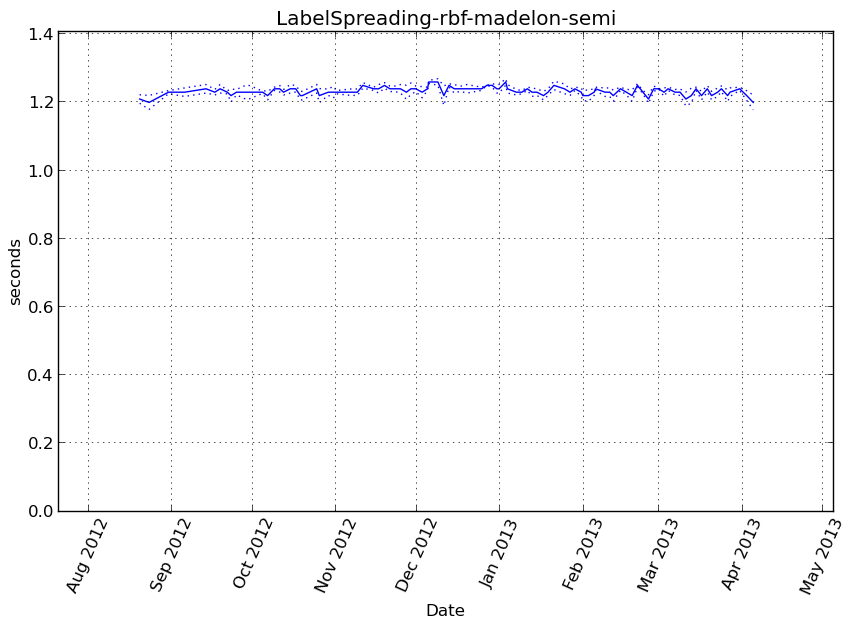 LabelSpreading-rbf-madelon-semi
1.4
1.2
1.0
0.8
0.6
0.4
0.2
0.0
seconds
Aug 2012
Sep 2012
Oct 2012
Nov 2012
Dec 2012
Jan 2013
Feb 2013
Mar 2013
Apr 2013
May 2013
Date